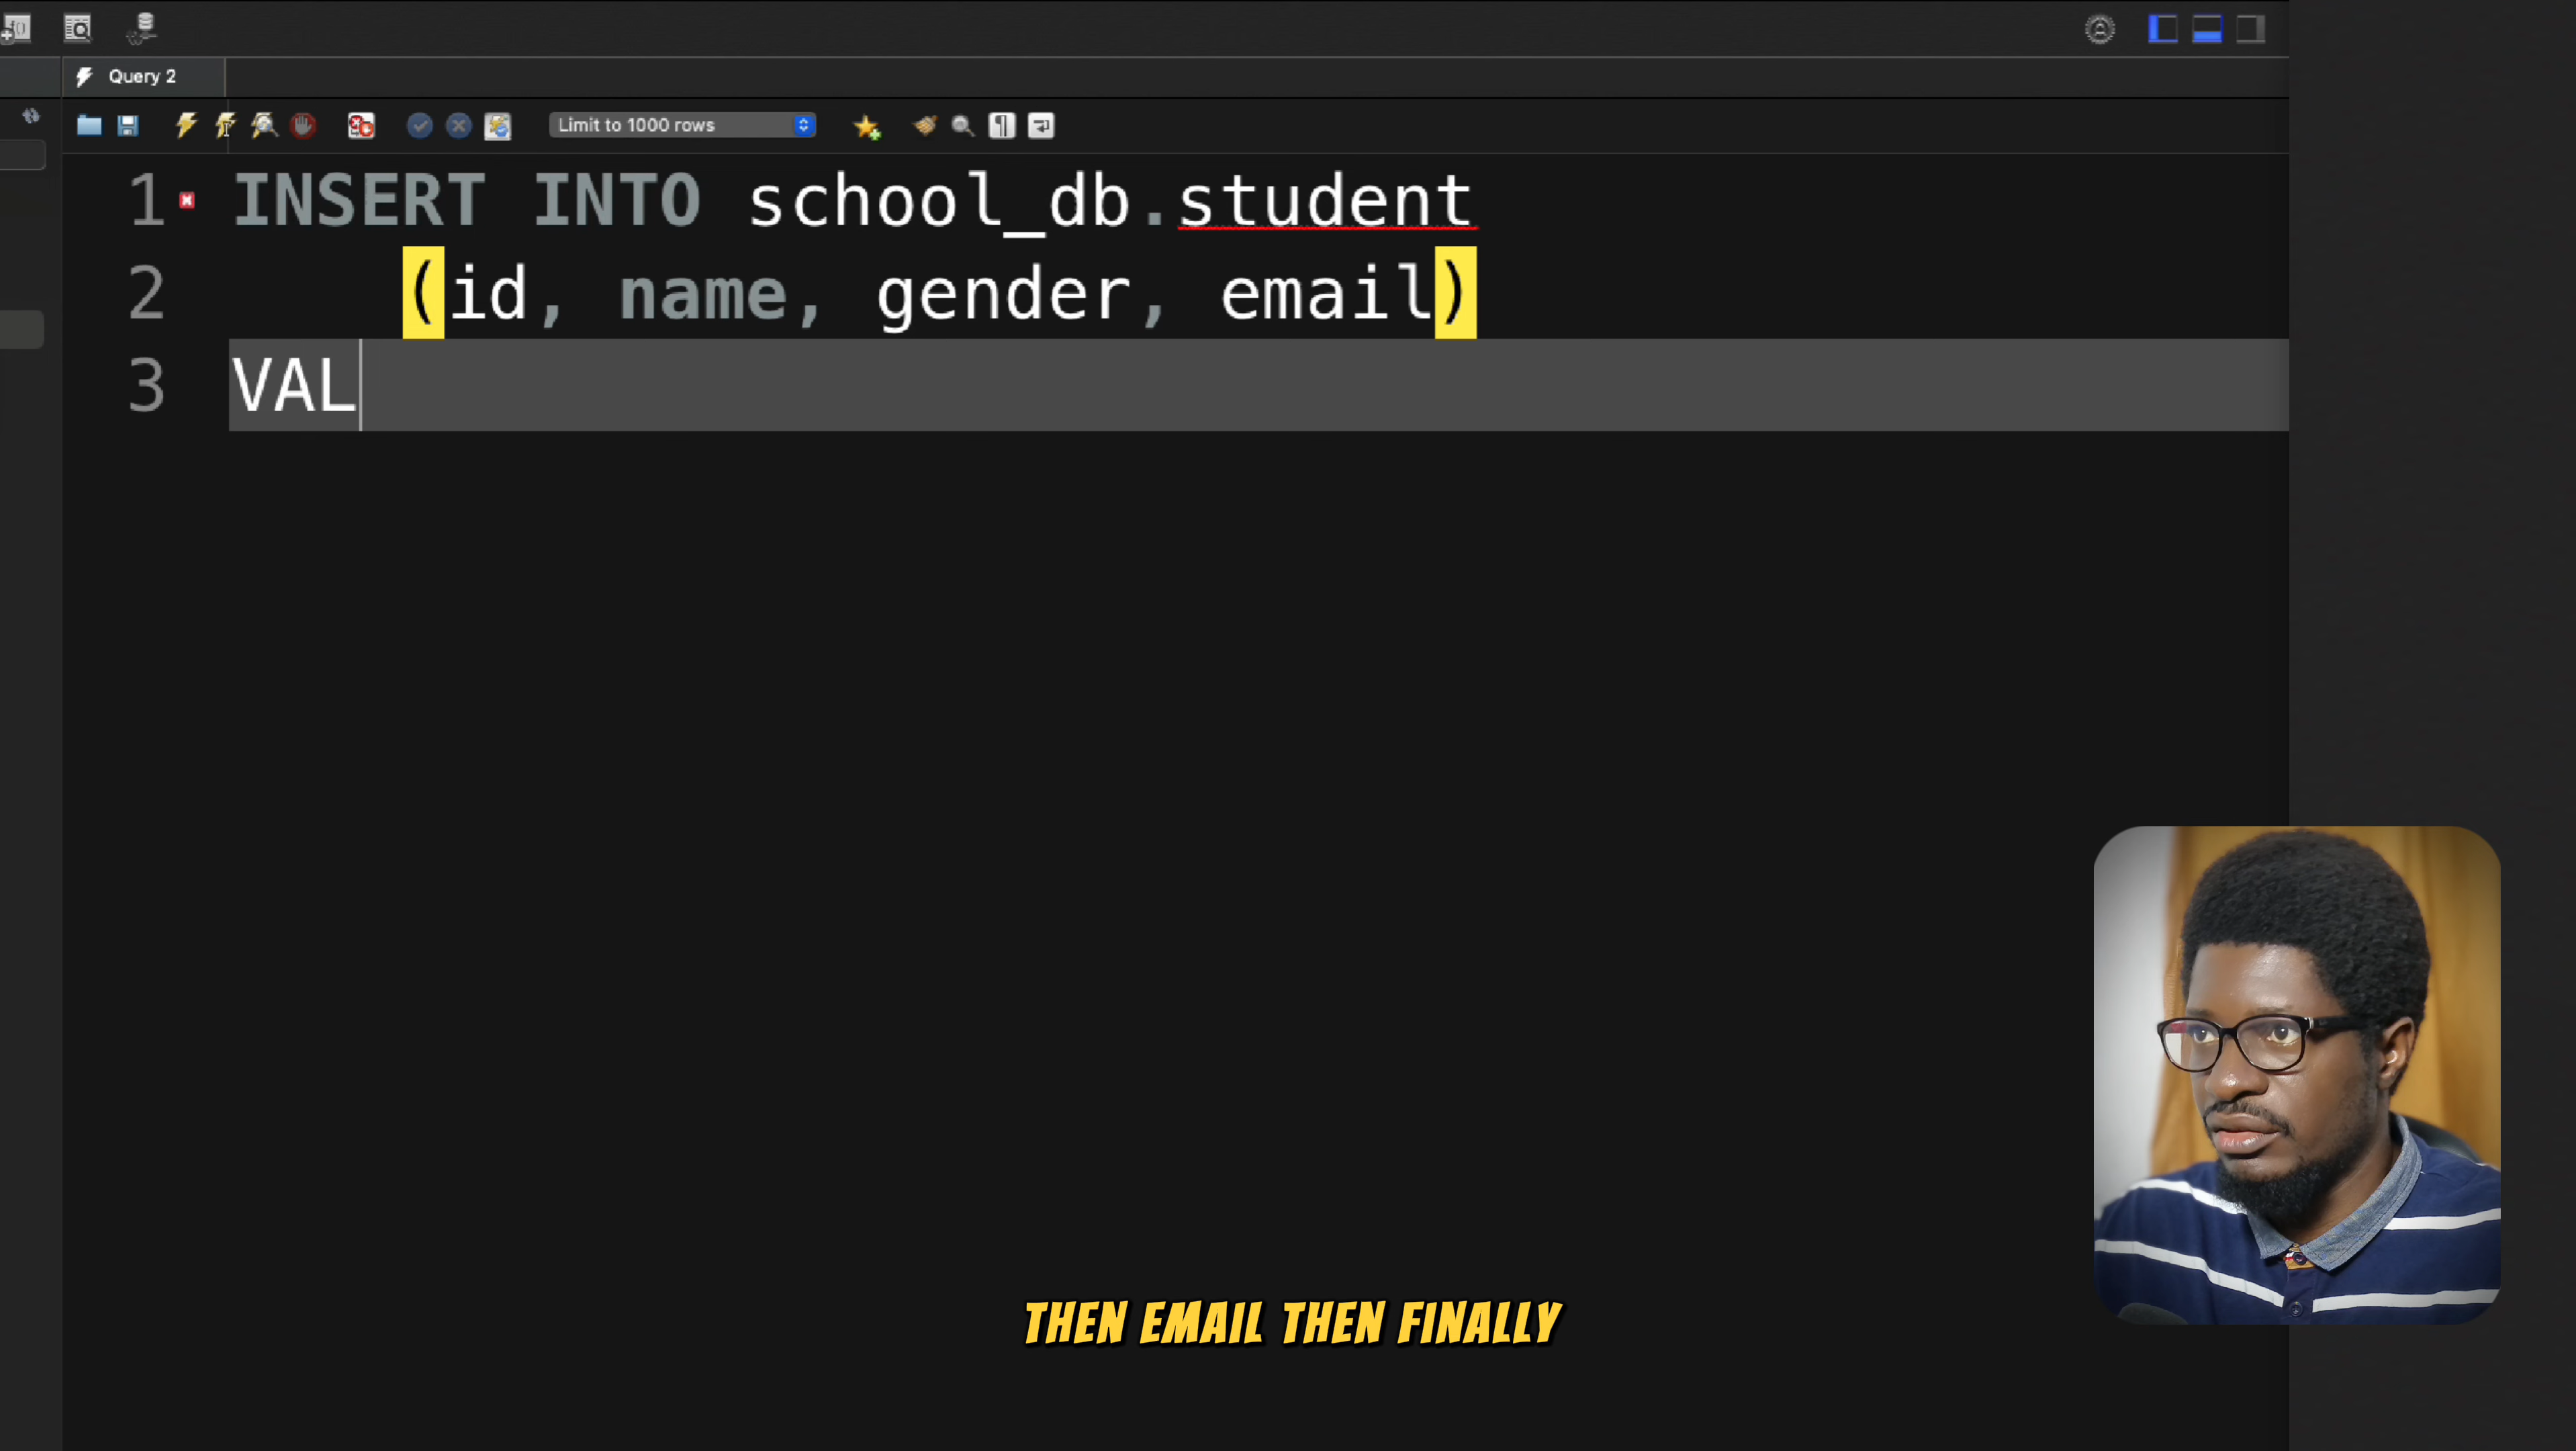 Query 2
Limit to 1000 rows
1 INSERT INTO school_db.student
2 (id, name, gender, email)
3 VAL
THEN EMAIL THEN FINALLY